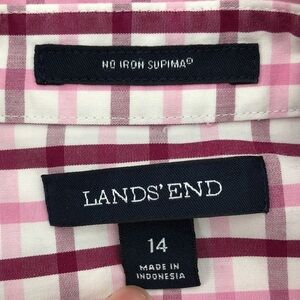 NO IRON SUPIMA®
LANDS' END
14
MADE IN
INDONESIA